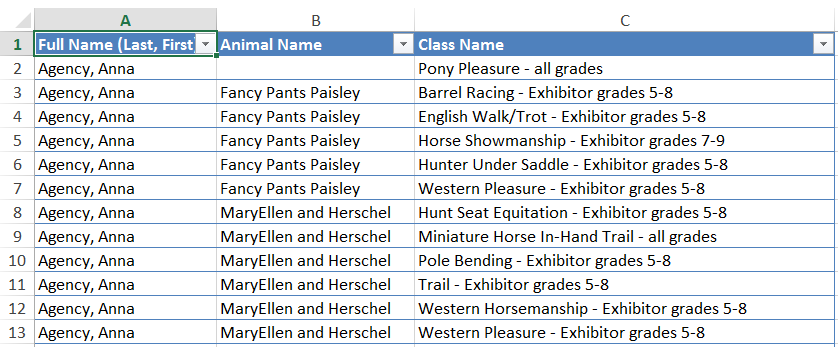 A B C
1 Full Name (Last, First Animal Name Class Name
2 Agency, Anna Pony Pleasure - all grades
3 Agency, Anna Fancy Pants Paisley Barrel Racing - Exhibitor grades 5-8
4 Agency, Anna Fancy Pants Paisley English Walk/Trot - Exhibitor grades 5-8
5 Agency, Anna Fancy Pants Paisley Horse Showmanship - Exhibitor grades 7-9
6 Agency, Anna Fancy Pants Paisley Hunter Under Saddle - Exhibitor grades 5-8
7 Agency, Anna Fancy Pants Paisley Western Pleasure - Exhibitor grades 5-8
8 Agency, Anna MaryEllen and Herschel Hunt Seat Equitation - Exhibitor grades 5-8
9 Agency, Anna MaryEllen and Herschel Miniature Horse In-Hand Trail - all grades
10 Agency, Anna MaryEllen and Herschel Pole Bending - Exhibitor grades 5-8
11 Agency, Anna MaryEllen and Herschel Trail - Exhibitor grades 5-8
12 Agency, Anna MaryEllen and Herschel Western Horsemanship - Exhibitor grades 5-8
13 Agency, Anna MaryEllen and Herschel Western Pleasure - Exhibitor grades 5-8